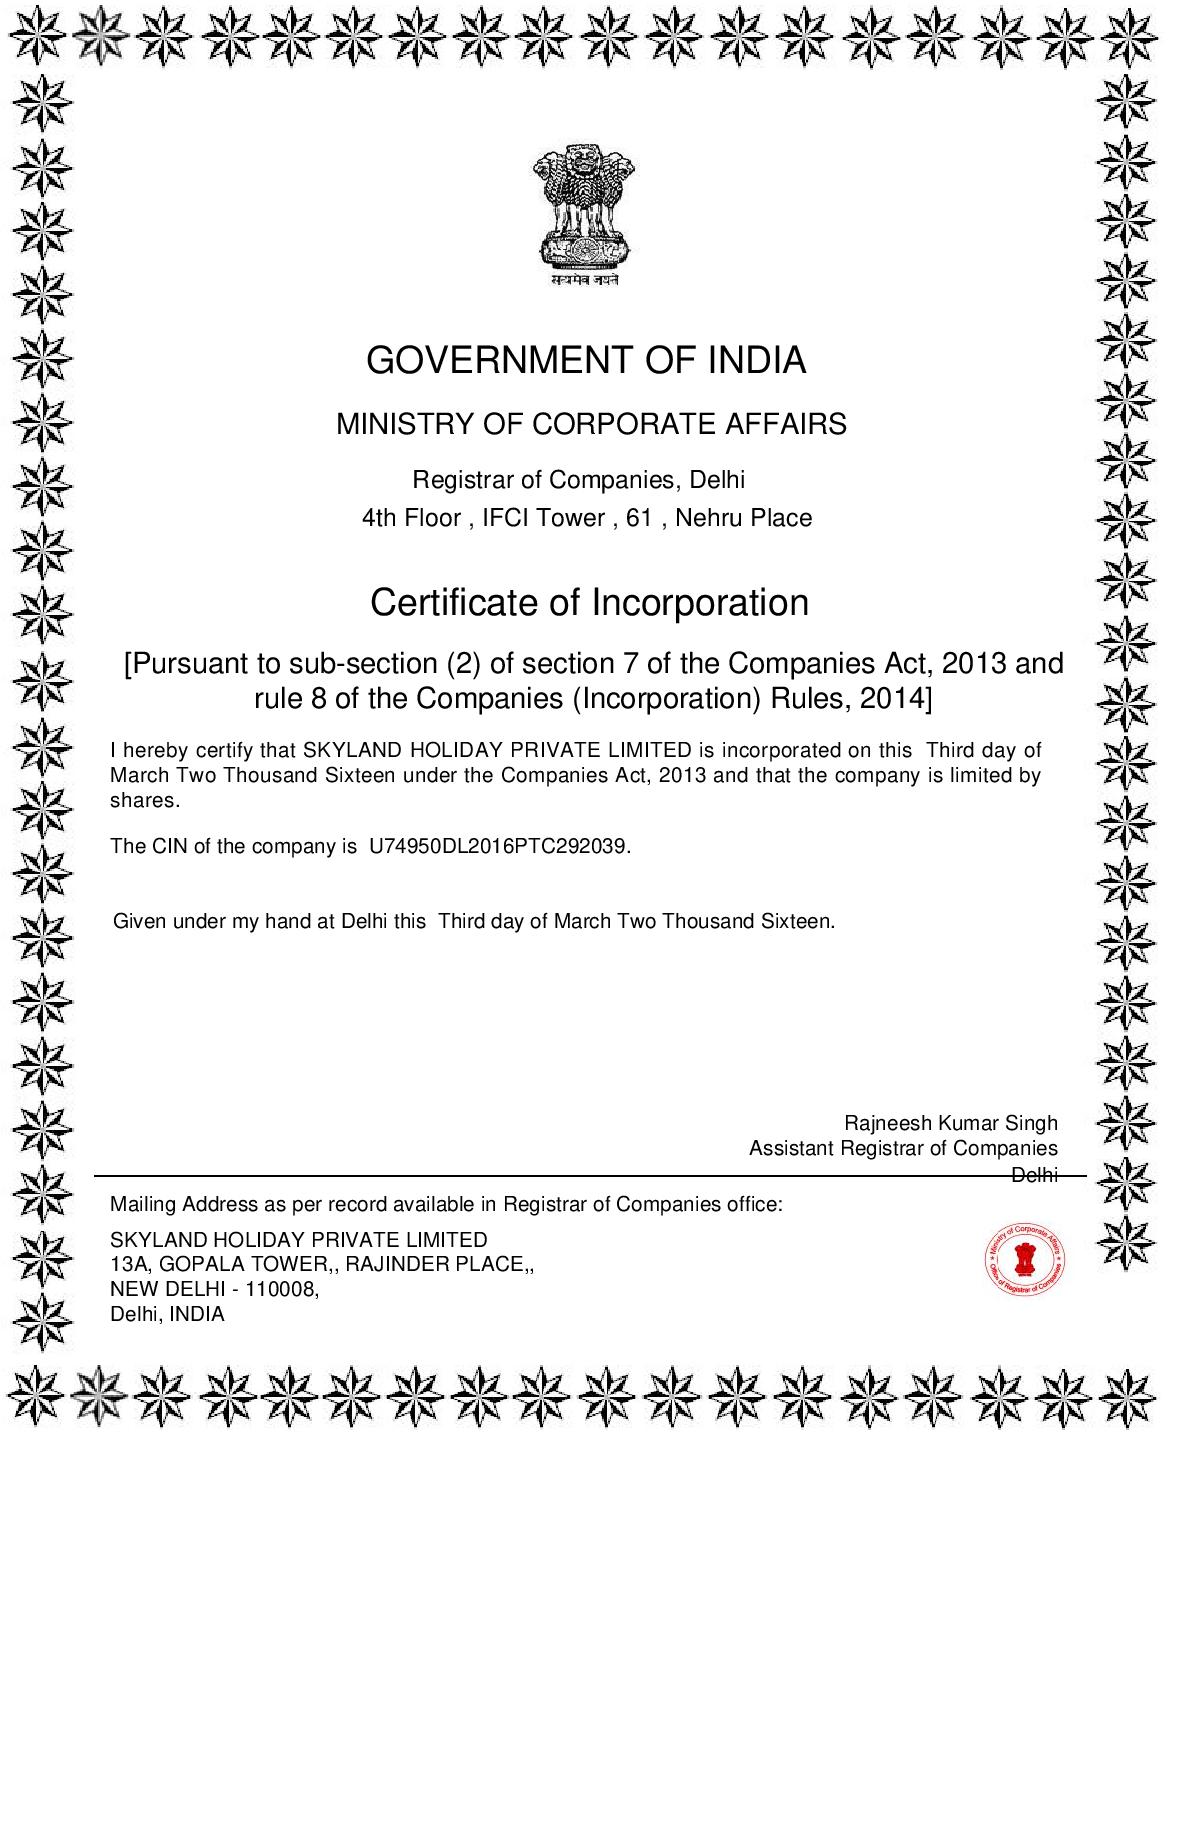 सत्यमेव जयते
GOVERNMENT OF INDIA
MINISTRY OF CORPORATE AFFAIRS
Registrar of Companies, Delhi
4th Floor , IFCI Tower , 61 , Nehru Place
Certificate of Incorporation
[Pursuant to sub-section (2) of section 7 of the Companies Act, 2013 and
rule 8 of the Companies (Incorporation) Rules, 2014]
I hereby certify that SKYLAND HOLIDAY PRIVATE LIMITED is incorporated on this Third day of
March Two Thousand Sixteen under the Companies Act, 2013 and that the company is limited by
shares.
The CIN of the company is U74950DL2016PTC292039.
Given under my hand at Delhi this Third day of March Two Thousand Sixteen.
Rajneesh Kumar Singh
Assistant Registrar of Companies
Delhi
Mailing Address as per record available in Registrar of Companies office:
SKYLAND HOLIDAY PRIVATE LIMITED
13A, GOPALA TOWER,, RAJINDER PLACE,,
NEW DELHI - 110008,
Delhi, INDIA
Ministry of Corporate Affairs
Office of Registrar of Companies